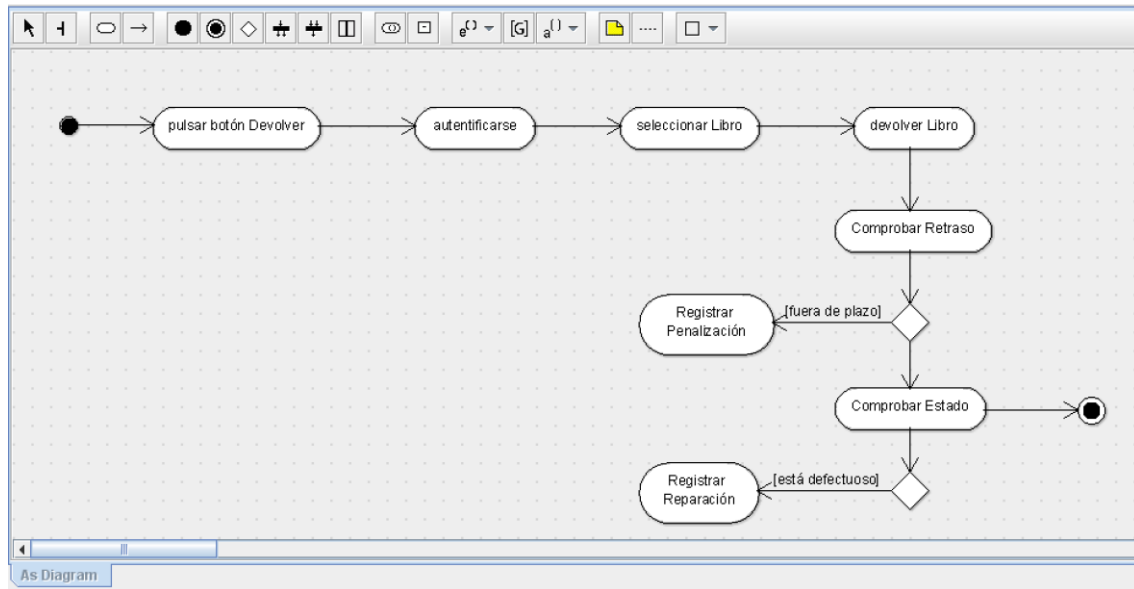 e() [G] a()
pulsar botón Devolver
autentificarse
seleccionar Libro
devolver Libro
Comprobar Retraso
Registrar
Penalización
[fuera de plazo]
Comprobar Estado
Registrar
Reparación
[está defectuoso]
As Diagram